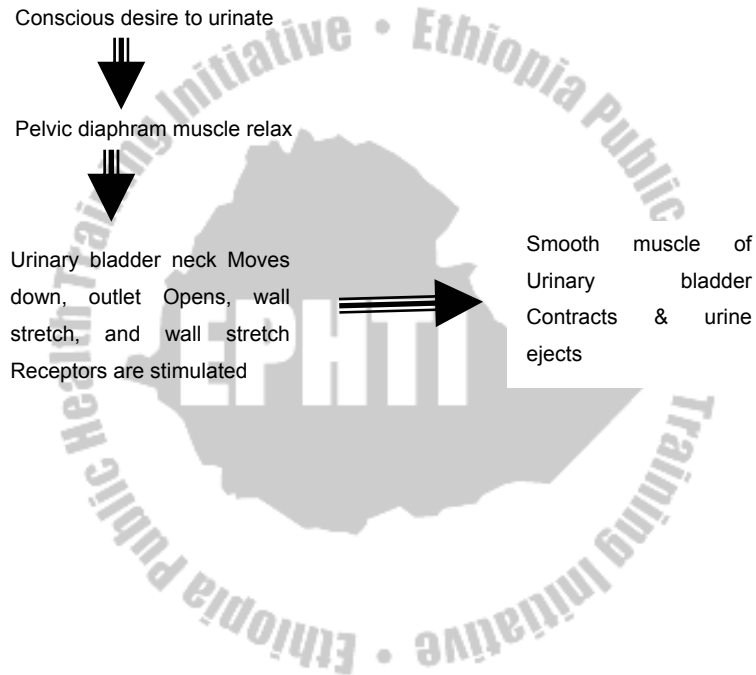 Conscious desire to urinate
Pelvic diaphram muscle relax
Urinary bladder neck Moves
down, outlet Opens, wall
stretch, and wall stretch
Receptors are stimulated
Smooth muscle of
Urinary bladder
Contracts & urine
ejects
Ethiopia Public Health Training Initiative • Ethiopia Public Health Training Initiative •
EPHTI